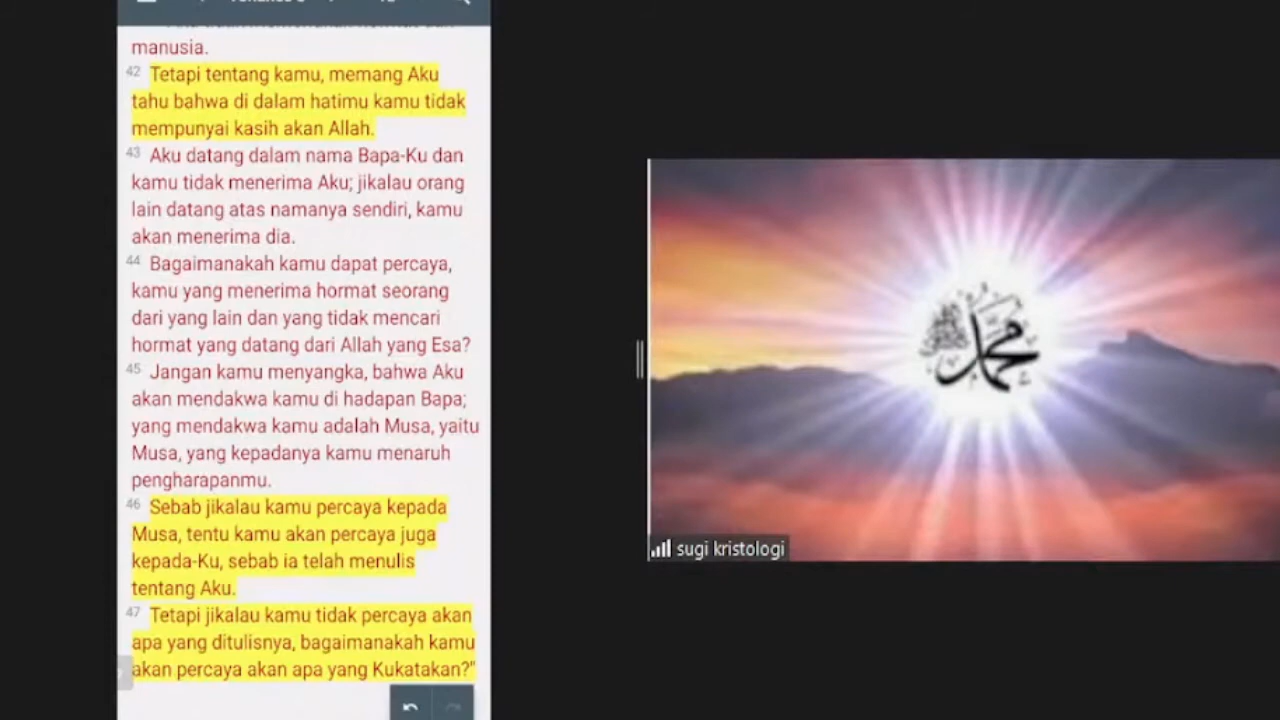 manusia.
42 Tetapi tentang kamu, memang Aku
tahu bahwa di dalam hatimu kamu tidak
mempunyai kasih akan Allah.
43 Aku datang dalam nama Bapa-Ku dan
kamu tidak menerima Aku; jikalau orang
lain datang atas namanya sendiri, kamu
akan menerima dia.
44 Bagaimanakah kamu dapat percaya,
kamu yang menerima hormat seorang
dari yang lain dan yang tidak mencari
hormat yang datang dari Allah yang Esa?
45 Jangan kamu menyangka, bahwa Aku
akan mendakwa kamu di hadapan Bapa;
yang mendakwa kamu adalah Musa, yaitu
Musa, yang kepadanya kamu menaruh
pengharapanmu.
46 Sebab jikalau kamu percaya kepada
Musa, tentu kamu akan percaya juga
kepada-Ku, sebab ia telah menulis
tentang Aku.
47 Tetapi jikalau kamu tidak percaya akan
apa yang ditulisnya, bagaimanakah kamu
akan percaya akan apa yang Kukatakan?"
محمد
sugi kristologi